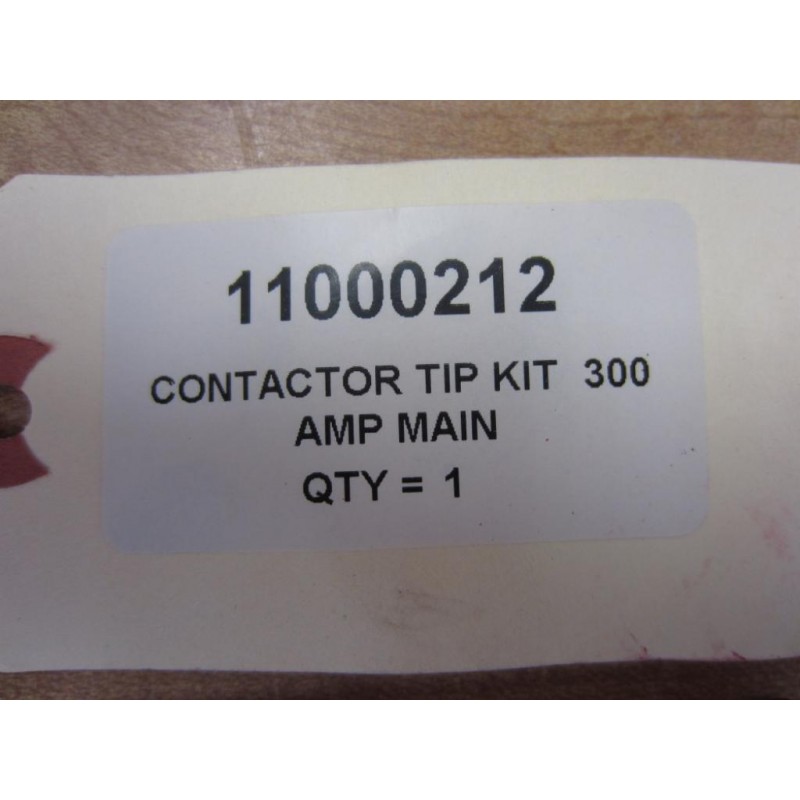 11000212
CONTACTOR TIP KIT 300
AMP MAIN
QTY = 1